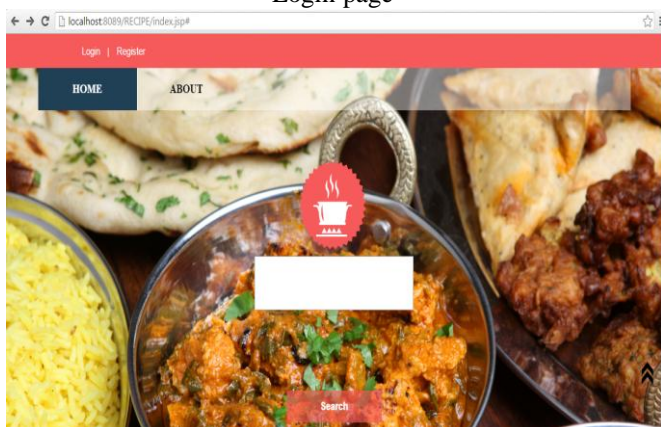 Login page
localhost:8089/RECIPE/index.jsp#
Login | Register
HOME ABOUT
Search